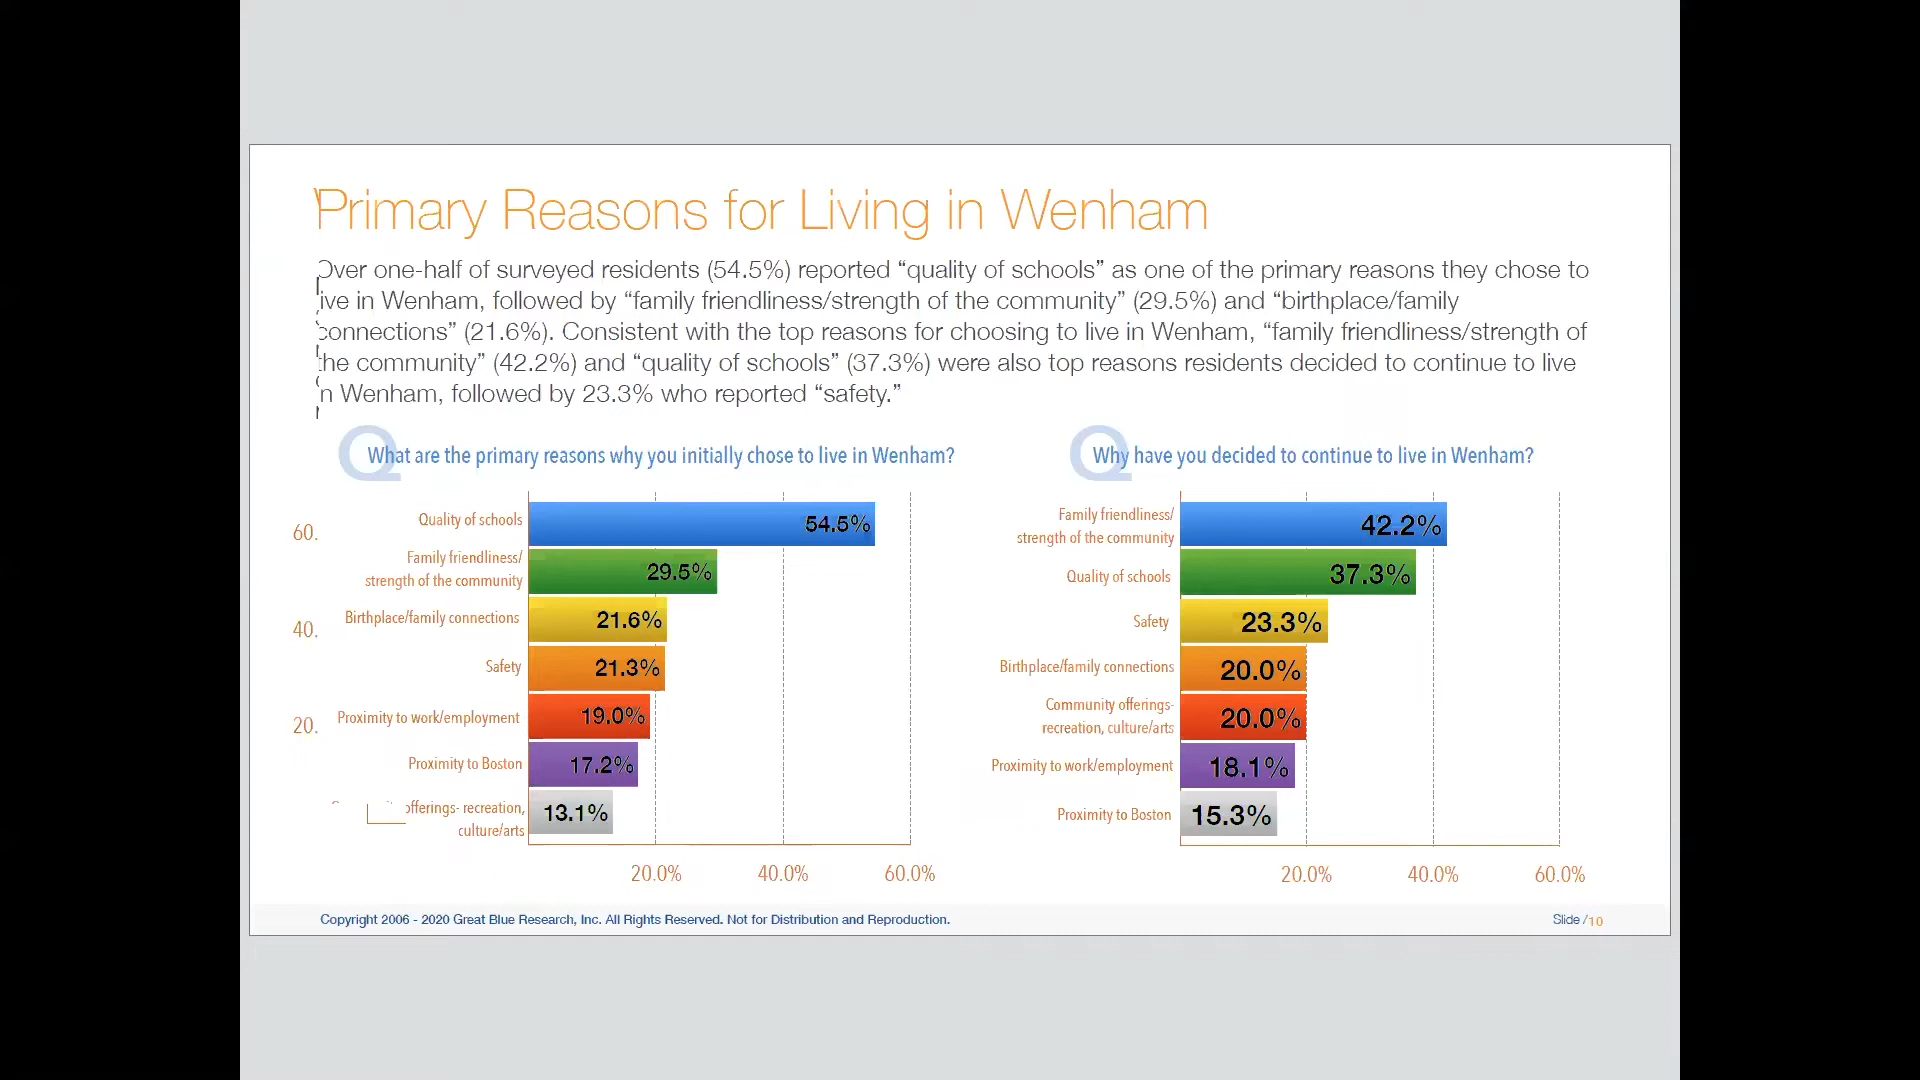 Primary Reasons for Living in Wenham
Over one-half of surveyed residents (54.5%) reported “quality of schools” as one of the primary reasons they chose to
live in Wenham, followed by “family friendliness/strength of the community” (29.5%) and “birthplace/family
connections” (21.6%). Consistent with the top reasons for choosing to live in Wenham, “family friendliness/strength of
the community” (42.2%) and “quality of schools” (37.3%) were also top reasons residents decided to continue to live
in Wenham, followed by 23.3% who reported “safety.”
Q What are the primary reasons why you initially chose to live in Wenham?
60.
40.
20.
Quality of schools 54.5%
Family friendliness/
strength of the community 29.5%
Birthplace/family connections 21.6%
Safety 21.3%
Proximity to work/employment 19.0%
Proximity to Boston 17.2%
offerings- recreation,
culture/arts 13.1%
20.0% 40.0% 60.0%
Q Why have you decided to continue to live in Wenham?
Family friendliness/
strength of the community 42.2%
Quality of schools 37.3%
Safety 23.3%
Birthplace/family connections 20.0%
Community offerings-
recreation, culture/arts 20.0%
Proximity to work/employment 18.1%
Proximity to Boston 15.3%
20.0% 40.0% 60.0%
Copyright 2006 - 2020 Great Blue Research, Inc. All Rights Reserved. Not for Distribution and Reproduction.
Slide / 10